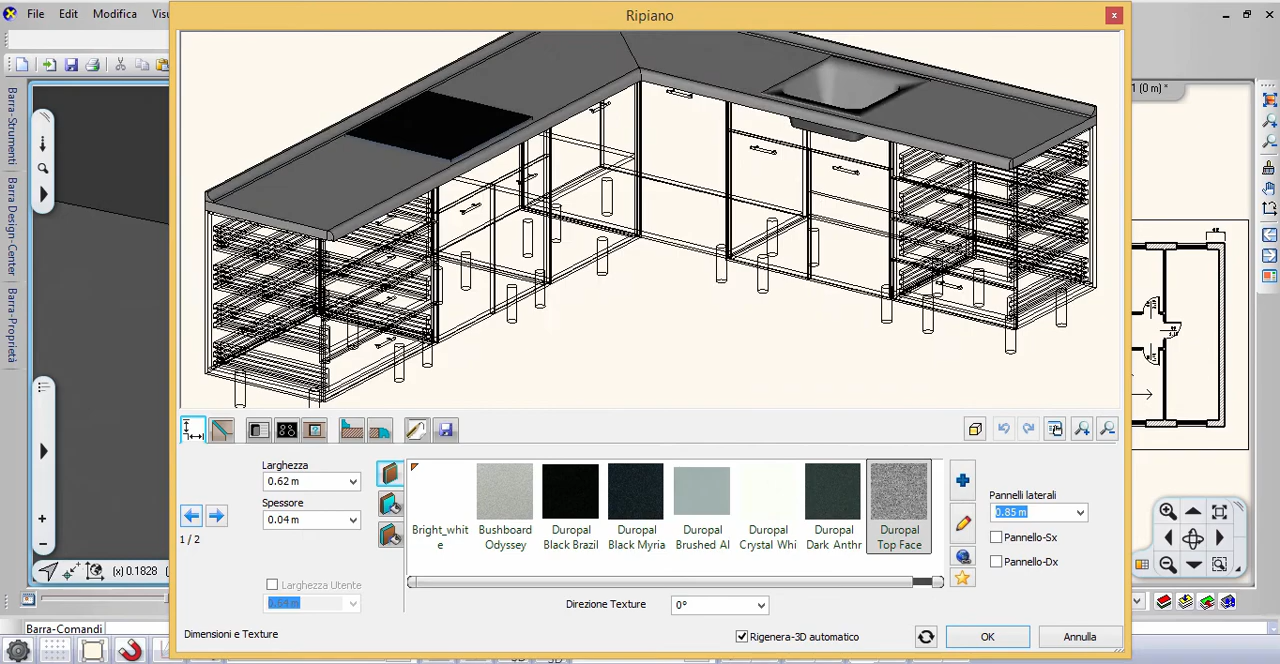 Ripiano
File Edit Modifica
1 (0 m) *
Barra-Strumenti
Barra Design-Center
Barra-Proprietà
Larghezza
0.62 m
Spessore
0.04 m
1 / 2
Larghezza Utente
0.64 m
Bright_white
Bushboard Odyssey
Duropal Black Brazil
Duropal Black Myria
Duropal Brushed Al
Duropal Crystal Whi
Duropal Dark Anthr
Duropal Top Face
Pannelli laterali
0.85 m
Pannello-Sx
Pannello-Dx
Direzione Texture
0°
(x) 0.1828
Barra-Comandi
Dimensioni e Texture
Rigenera-3D automatico
OK
Annulla